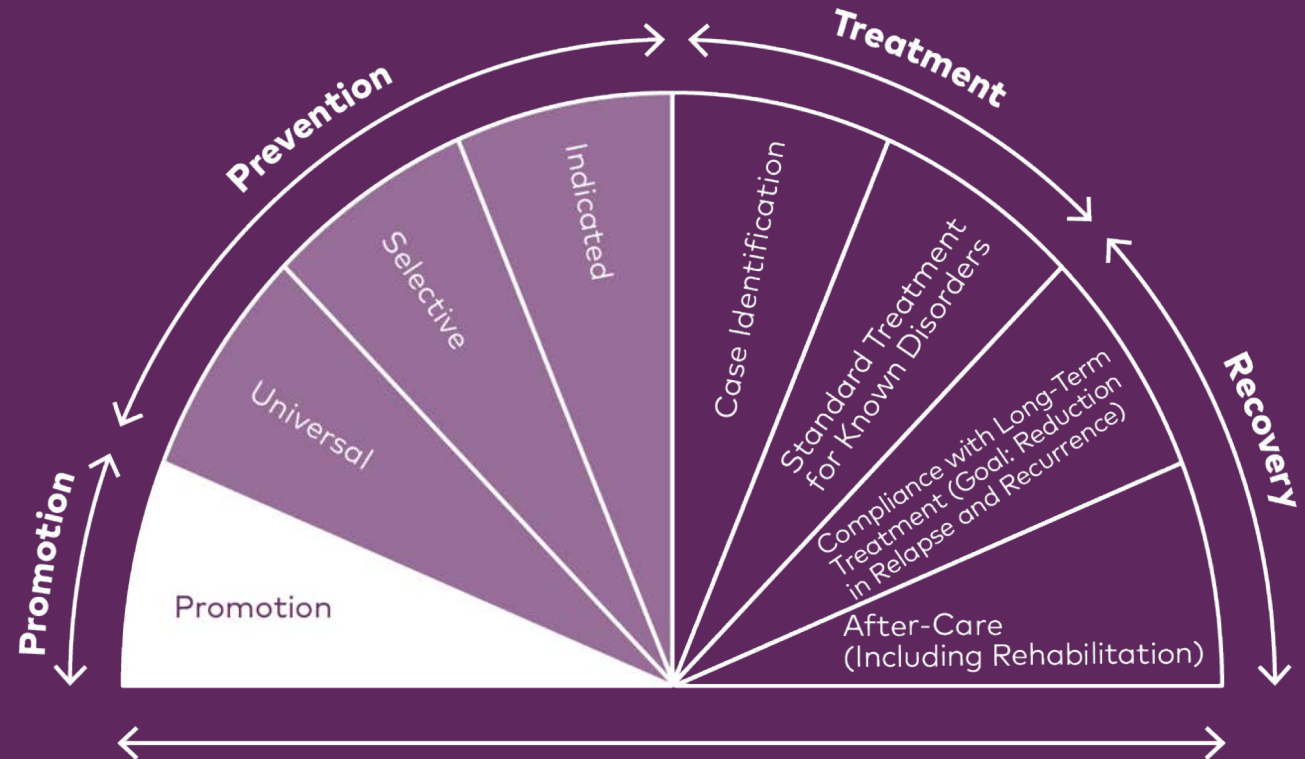 Promotion
Prevention
Treatment
Recovery
Promotion
Universal
Selective
Indicated
Case Identification
Standard Treatment
for Known Disorders
Compliance with Long-Term
Treatment (Goal: Reduction
in Relapse and Recurrence)
After-Care
(Including Rehabilitation)